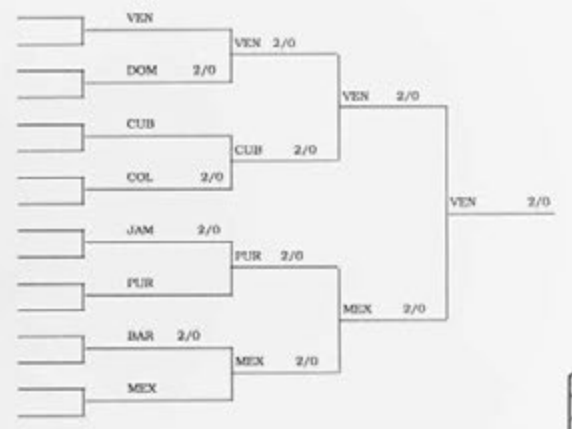 VEN
VEN 2/0
DOM 2/0
VEN 2/0
CUB
CUB 2/0
COL 2/0
VEN 2/0
JAM 2/0
PUR 2/0
PUR
MEX 2/0
BAR 2/0
MEX 2/0
MEX